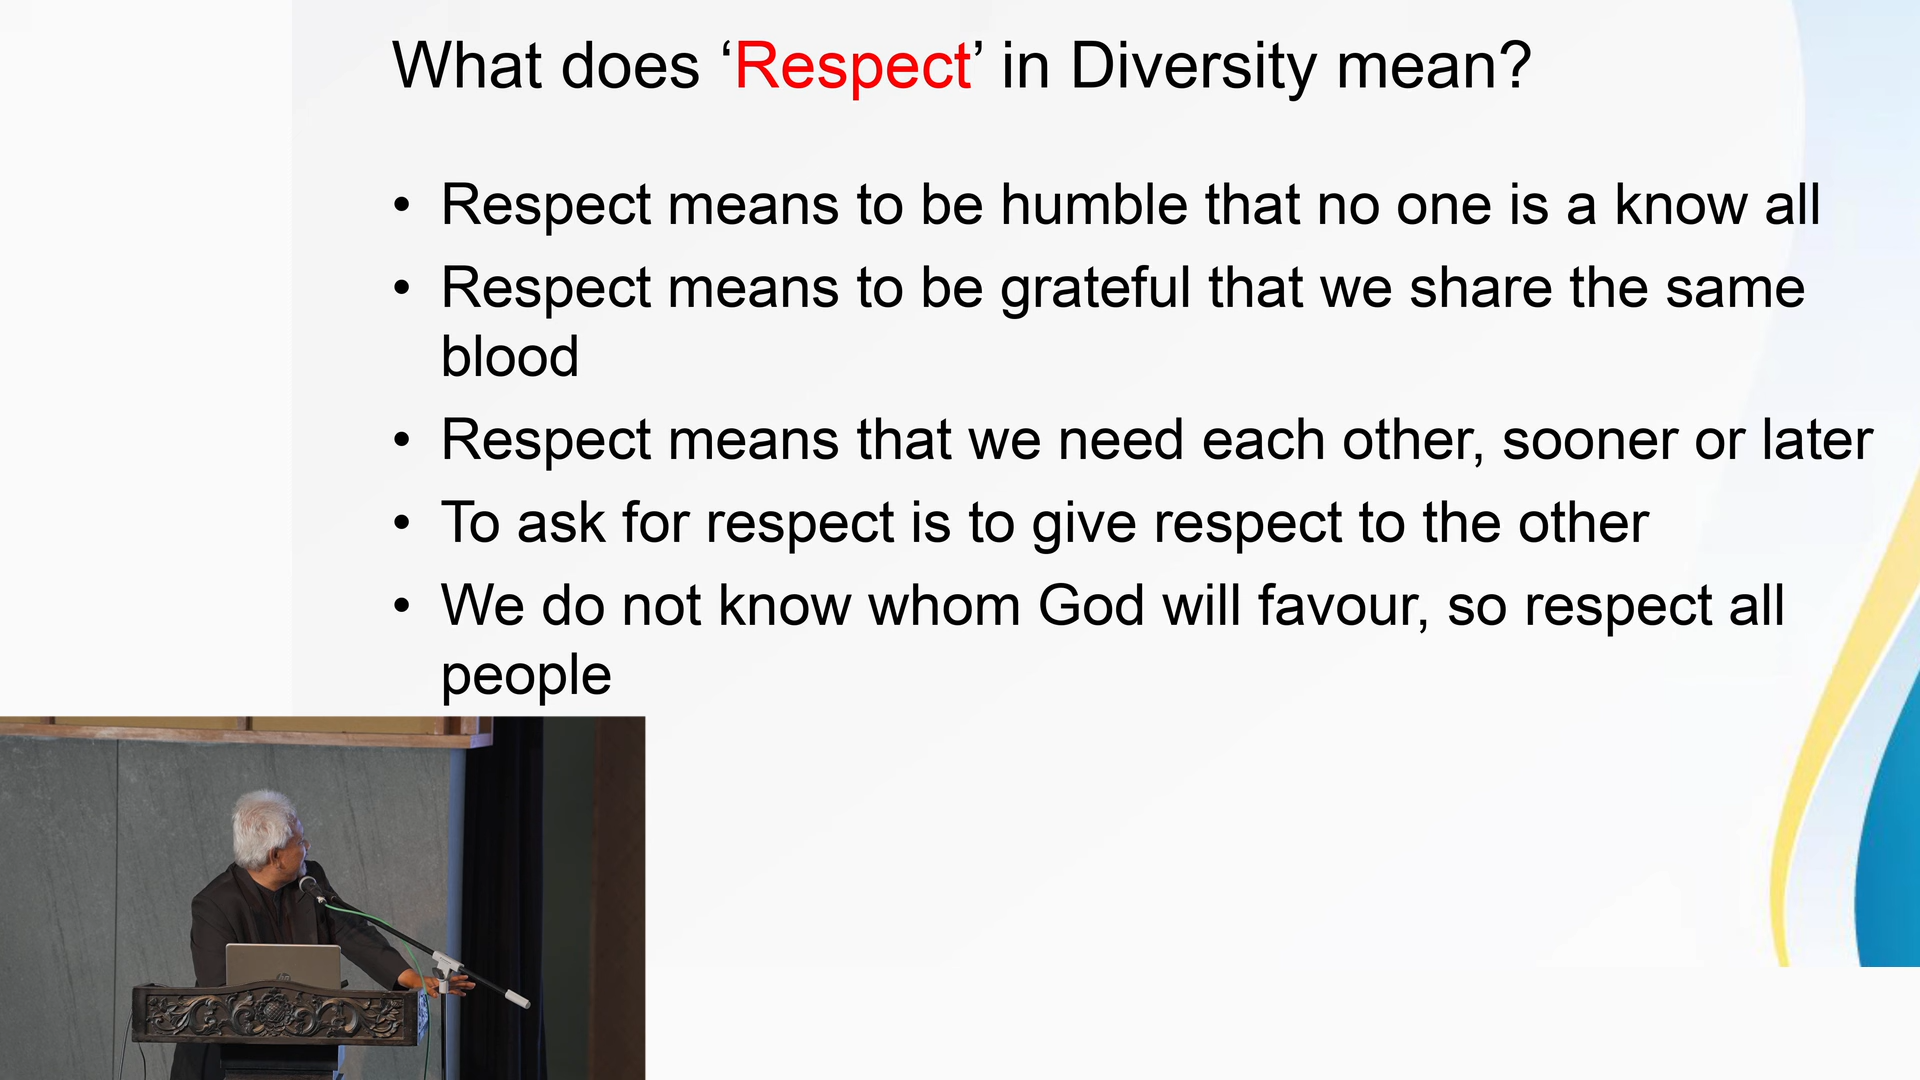 What does ‘Respect’ in Diversity mean?
• Respect means to be humble that no one is a know all
• Respect means to be grateful that we share the same
blood
• Respect means that we need each other, sooner or later
• To ask for respect is to give respect to the other
• We do not know whom God will favour, so respect all
people